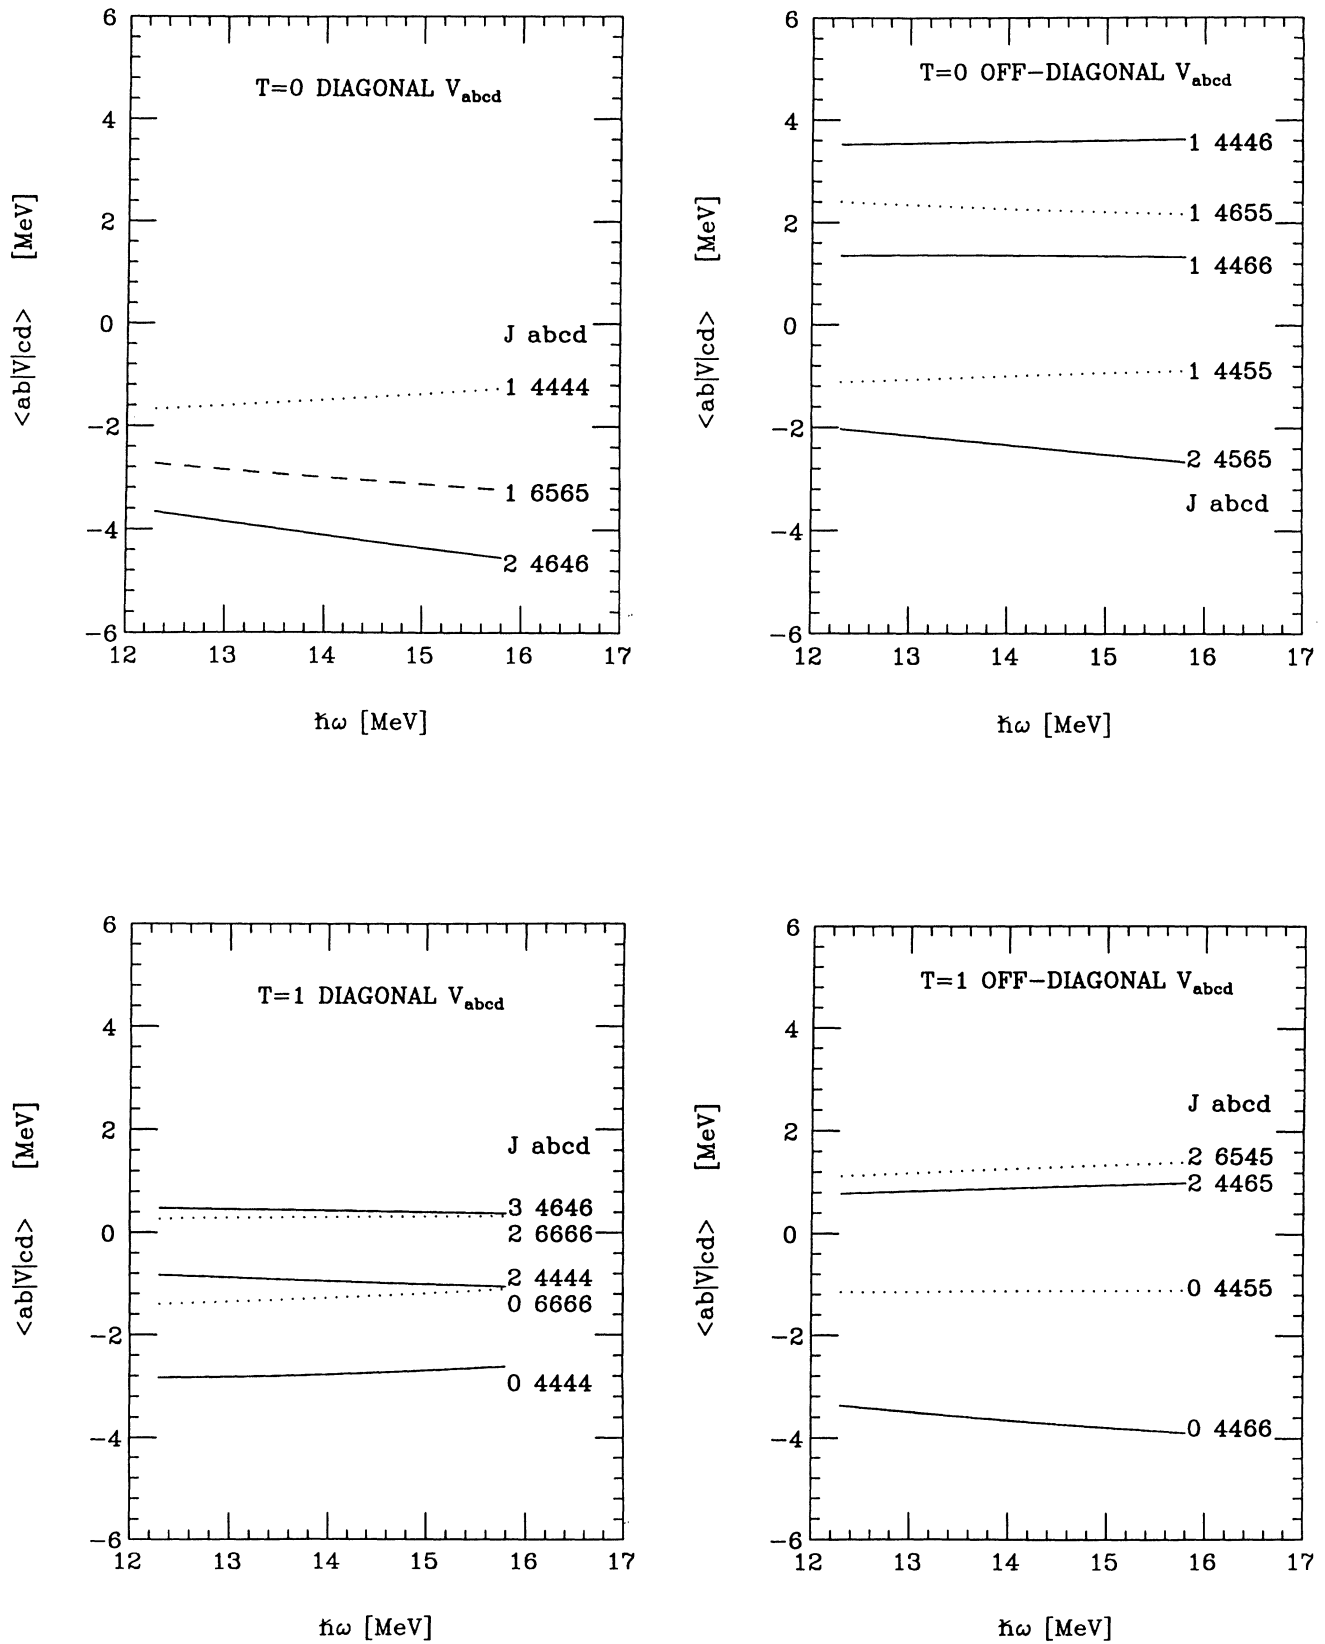 T=0 DIAGONAL V_abcd
<ab|V|cd> [MeV]
6
4
2
0
−2
−4
−6
J abcd
1 4444
1 6565
2 4646
12 13 14 15 16 17
ħω [MeV]
T=0 OFF−DIAGONAL V_abcd
<ab|V|cd> [MeV]
6
4
2
0
−2
−4
−6
1 4446
1 4655
1 4466
1 4455
2 4565
J abcd
12 13 14 15 16 17
ħω [MeV]
T=1 DIAGONAL V_abcd
<ab|V|cd> [MeV]
6
4
2
0
−2
−4
−6
J abcd
3 4646
2 6666
2 4444
0 6666
0 4444
12 13 14 15 16 17
ħω [MeV]
T=1 OFF−DIAGONAL V_abcd
<ab|V|cd> [MeV]
6
4
2
0
−2
−4
−6
J abcd
2 6545
2 4465
0 4455
0 4466
12 13 14 15 16 17
ħω [MeV]